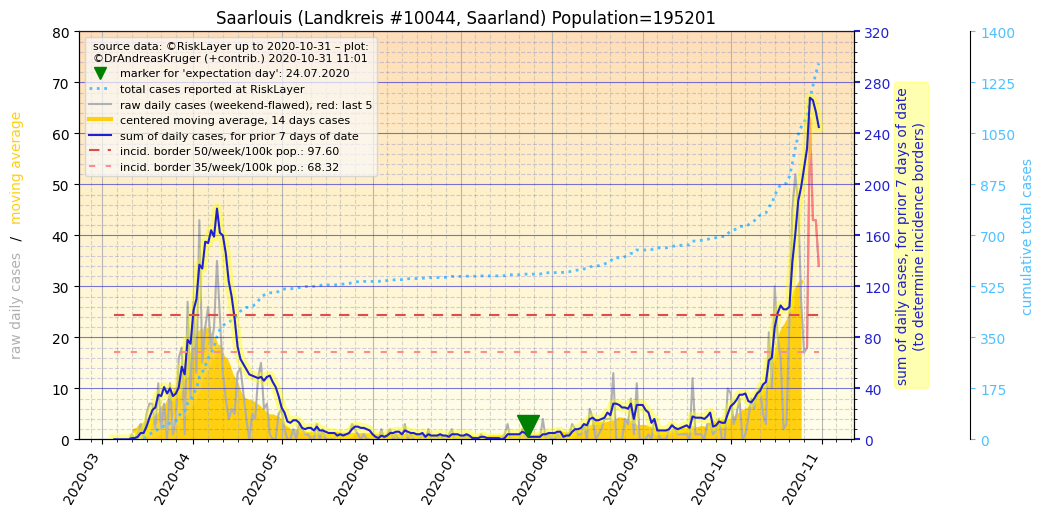 Saarlouis (Landkreis #10044, Saarland) Population=195201
source data: ©RiskLayer up to 2020-10-31 – plot:
©DrAndreasKruger (+contrib.) 2020-10-31 11:01
marker for 'expectation day': 24.07.2020
total cases reported at RiskLayer
raw daily cases (weekend-flawed), red: last 5
centered moving average, 14 days cases
sum of daily cases, for prior 7 days of date
incid. border 50/week/100k pop.: 97.60
incid. border 35/week/100k pop.: 68.32
raw daily cases / moving average
80
70
60
50
40
30
20
10
0
320
280
240
200
160
120
80
40
0
sum of daily cases, for prior 7 days of date
(to determine incidence borders)
1400
1225
1050
875
700
525
350
175
0
cumulative total cases
2020-03
2020-04
2020-05
2020-06
2020-07
2020-08
2020-09
2020-10
2020-11